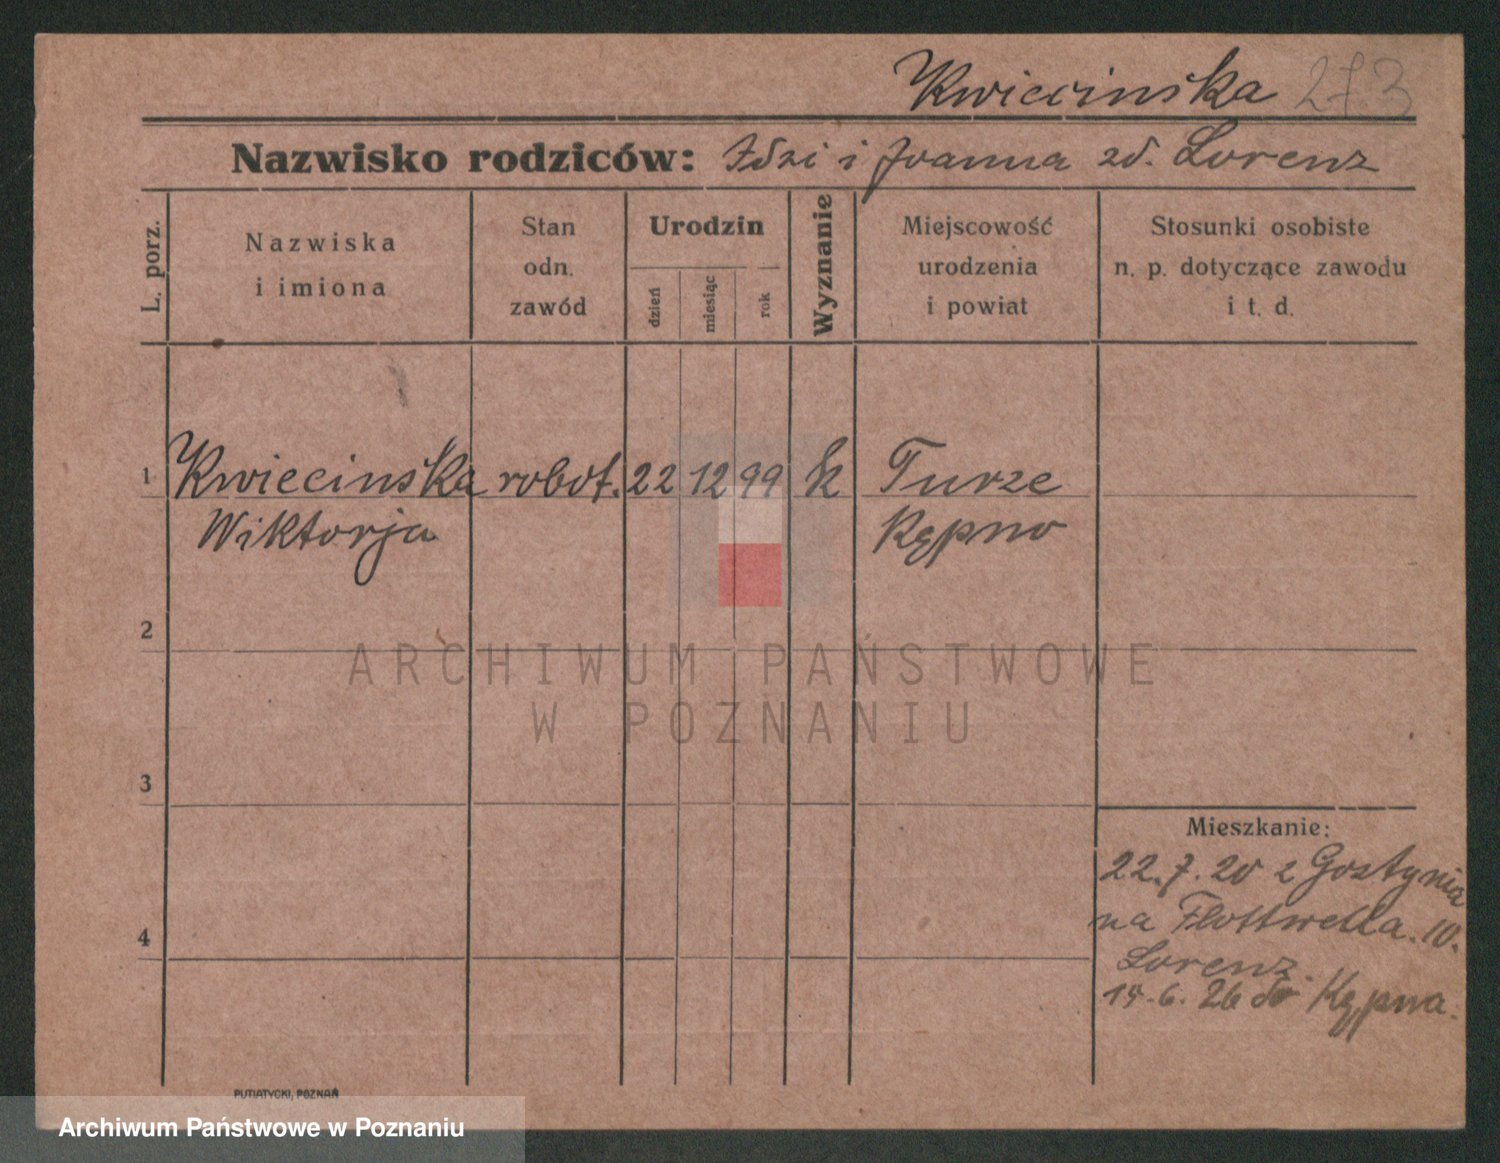 Kwiecinska 273
Nazwisko rodziców: Idzi i Joanna zd. Lorenz
L. porz.
Nazwiska
i imiona
Stan
odn.
zawód
Urodzin
dzień
miesiąc
rok
Wyznanie
Miejscowość
urodzenia
i powiat
Stosunki osobiste
n. p. dotyczące zawodu
i t. d.
1 Kwiecinska robot. 22 12 99 k Turze
Wiktorja Kępno
2
ARCHIWUM PAŃSTWOWE
W POZNANIU
3
Mieszkanie:
22.7.20 z Gostynia
na Flottwella. 10.
4
Lorenz.
.6.26 do Kępna.
PUTIATYCKI, POZNAŃ
Archiwum Państwowe w Poznaniu